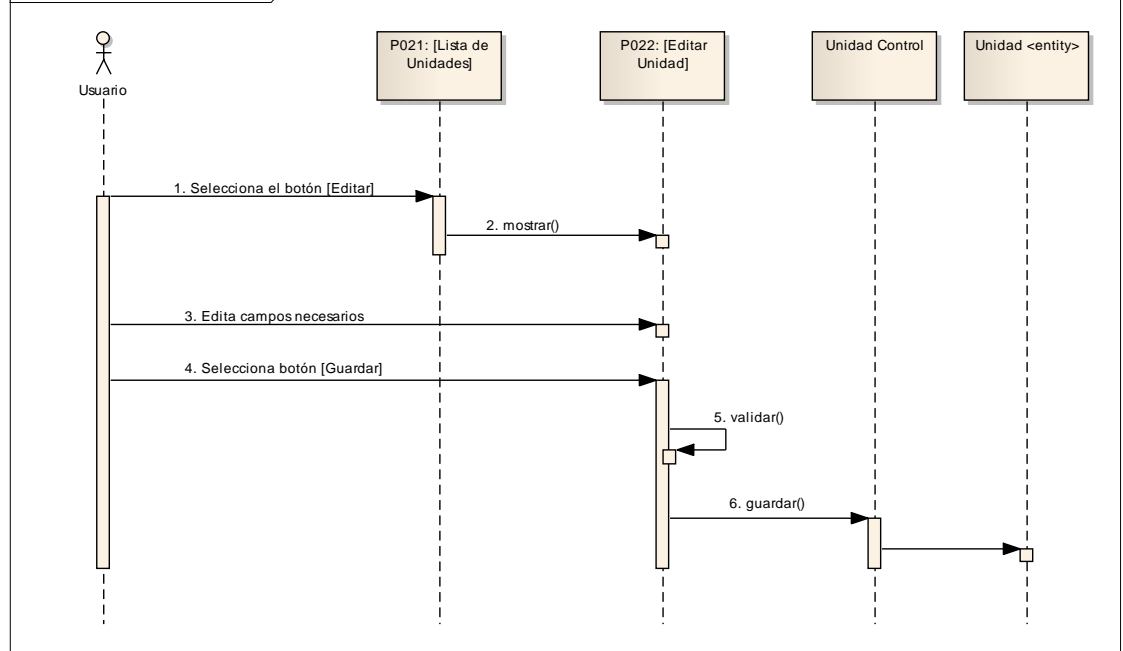 P021: [Lista de
Unidades]
P022: [Editar
Unidad]
Unidad Control
Unidad <entity>
Usuario
1. Selecciona el botón [Editar]
2. mostrar()
3. Edita campos necesarios
4. Selecciona botón [Guardar]
5. validar()
6. guardar()